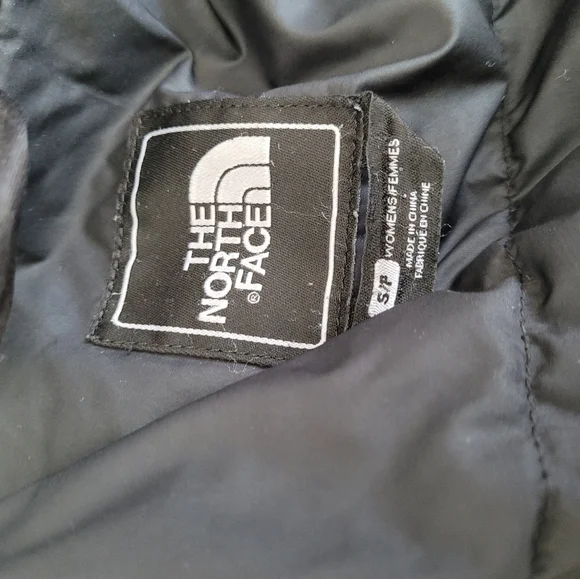 THE
NORTH
FACE®
S/P
WOMENS/FEMMES
MADE IN CHINA
FABRIQUÉ EN CHINE